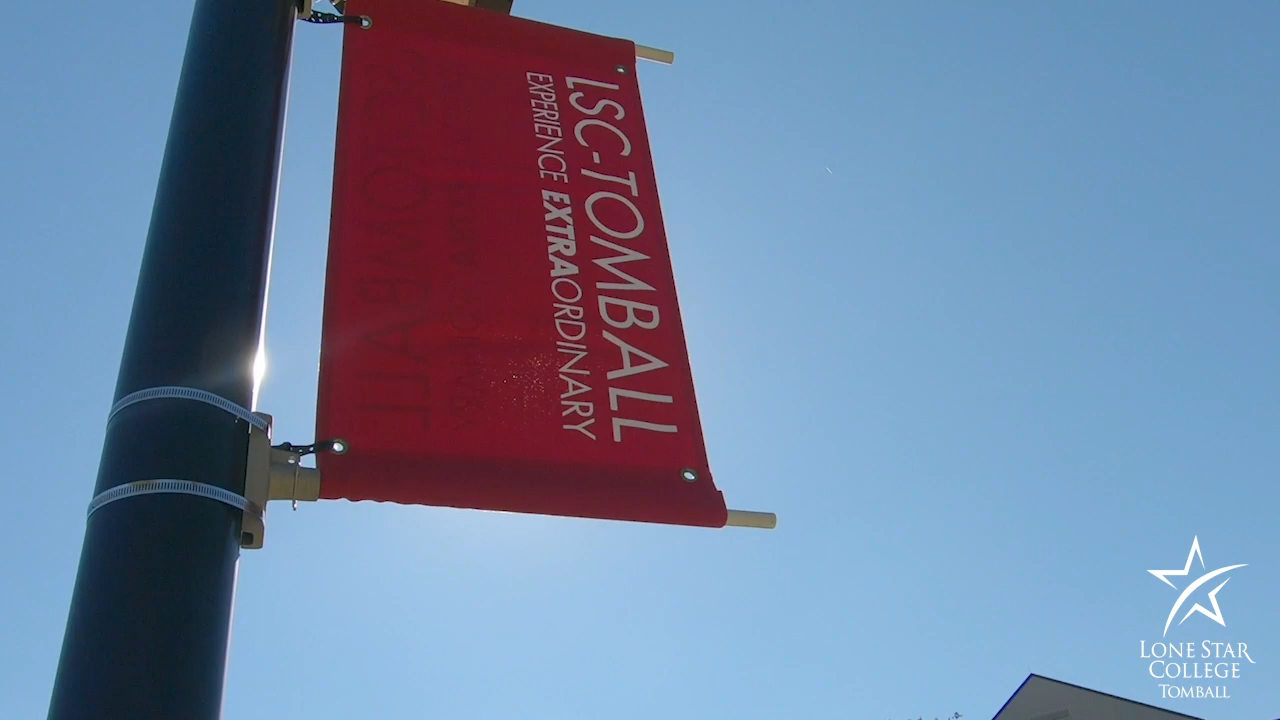 LSC-TOMBALL
EXPERIENCE EXTRAORDINARY
LONE STAR
COLLEGE
TOMBALL